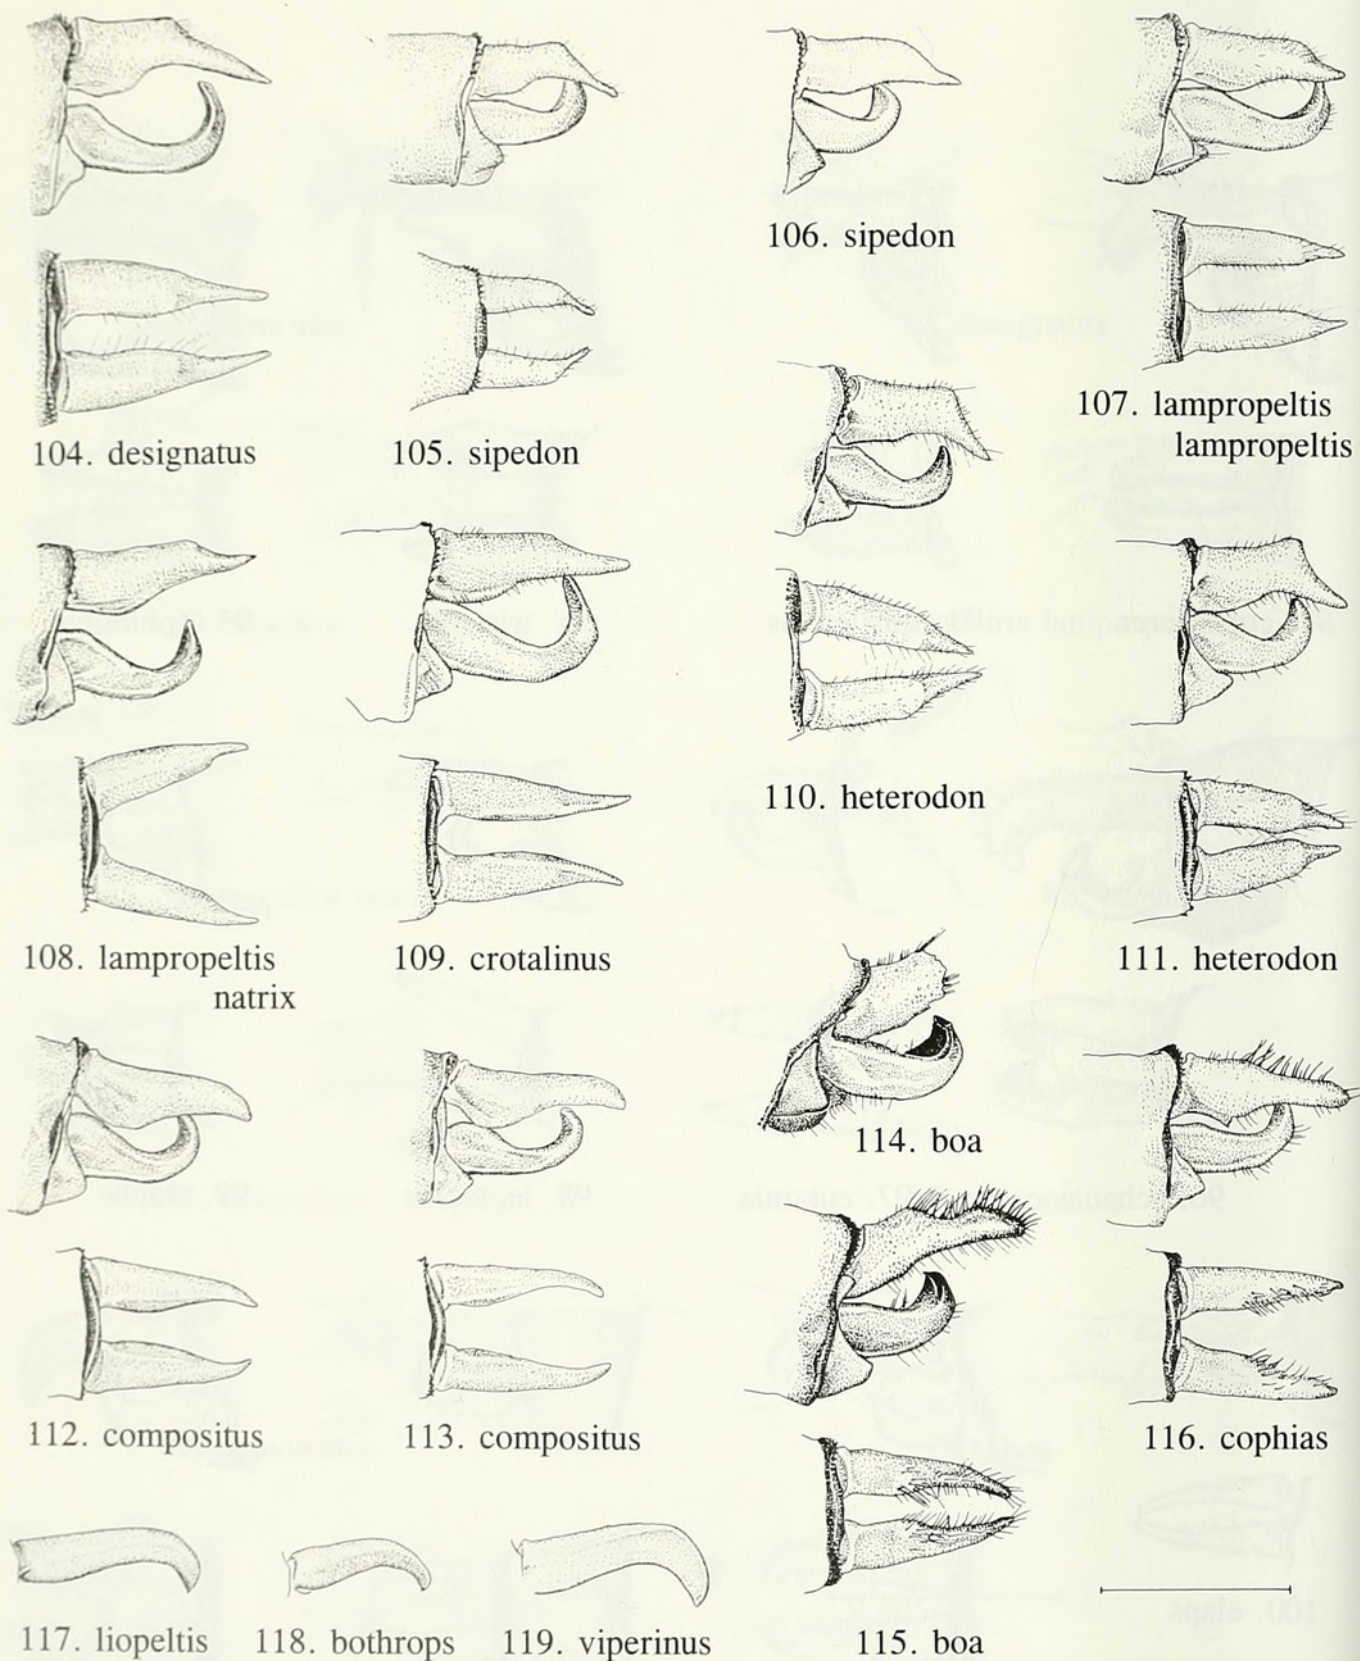 106. sipedon
107. lampropeltis
lampropeltis
104. designatus
105. sipedon
110. heterodon
108. lampropeltis
natrix
109. crotalinus
111. heterodon
114. boa
112. compositus
113. compositus
116. cophias
117. liopeltis
118. bothrops
119. viperinus
115. boa